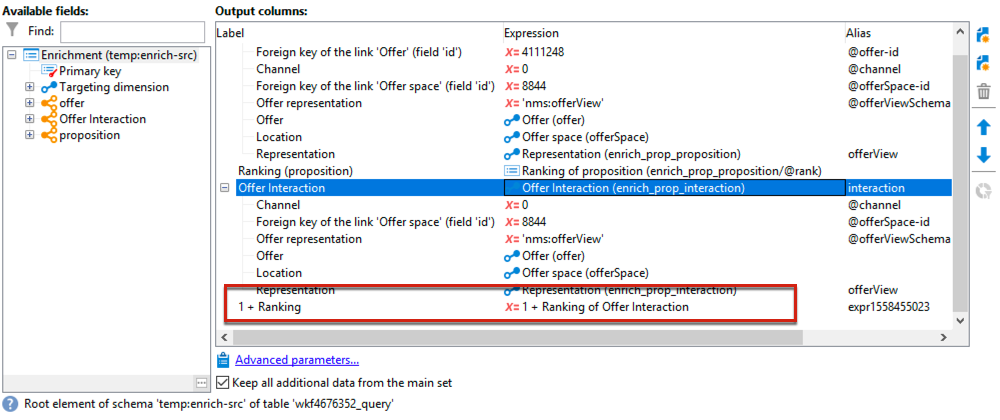 Available fields:
Find:
Enrichment (temp:enrich-src)
Primary key
Targeting dimension
offer
Offer Interaction
proposition
Output columns:
Label Expression Alias
Foreign key of the link 'Offer' (field 'id') X= 4111248 @offer-id
Channel X= 0 @channel
Foreign key of the link 'Offer space' (field 'id') X= 8844 @offerSpace-id
Offer representation X= 'nms:offerView' @offerViewSchema
Offer Offer (offer)
Location Offer space (offerSpace)
Representation Representation (enrich_prop_proposition) offerView
Ranking (proposition) Ranking of proposition (enrich_prop_proposition/@rank)
Offer Interaction Offer Interaction (enrich_prop_interaction) interaction
Channel X= 0 @channel
Foreign key of the link 'Offer space' (field 'id') X= 8844 @offerSpace-id
Offer representation X= 'nms:offerView' @offerViewSchema
Offer Offer (offer)
Location Offer space (offerSpace)
Representation Representation (enrich_prop_interaction) offerView
1 + Ranking X= 1 + Ranking of Offer Interaction expr1558455023
Advanced parameters...
Keep all additional data from the main set
Root element of schema 'temp:enrich-src' of table 'wkf4676352_query'